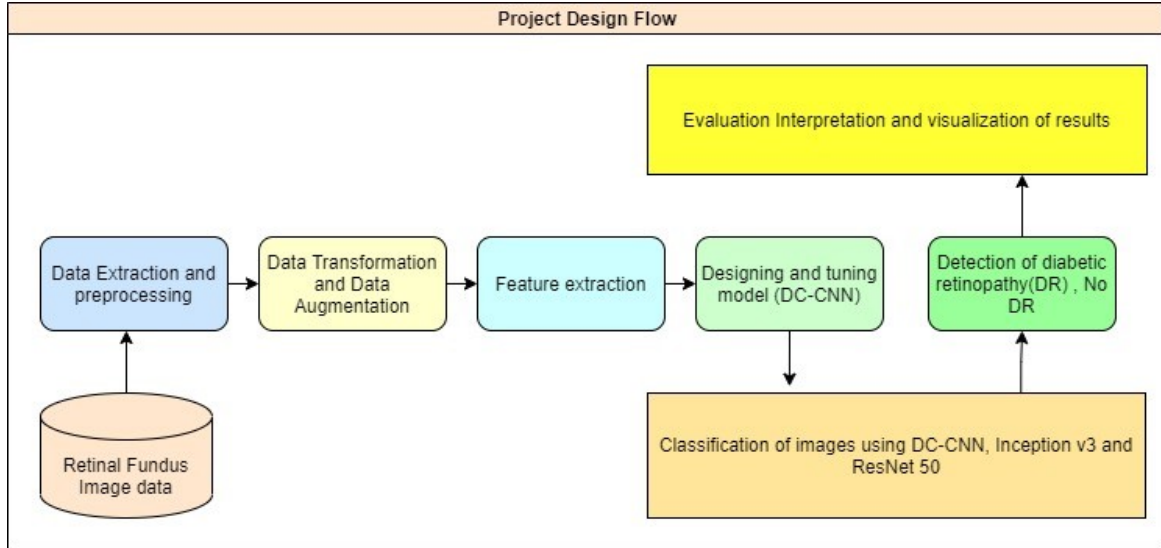 Project Design Flow
Evaluation Interpretation and visualization of results
Data Extraction and
preprocessing
Data Transformation
and Data
Augmentation
Feature extraction
Designing and tuning
model (DC-CNN)
Detection of diabetic
retinopathy(DR) , No
DR
Retinal Fundus
Image data
Classification of images using DC-CNN, Inception v3 and
ResNet 50